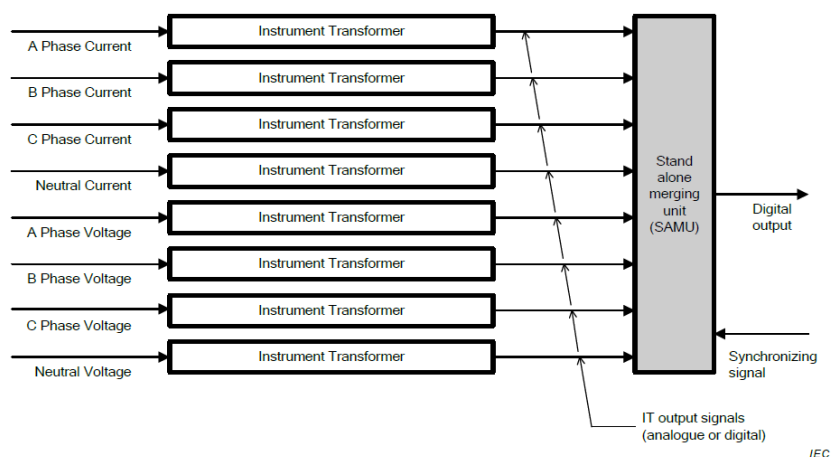 A Phase Current
Instrument Transformer
B Phase Current
Instrument Transformer
C Phase Current
Instrument Transformer
Neutral Current
Instrument Transformer
A Phase Voltage
Instrument Transformer
B Phase Voltage
Instrument Transformer
C Phase Voltage
Instrument Transformer
Neutral Voltage
Instrument Transformer
Stand
alone
merging
unit
(SAMU)
Digital
output
Synchronizing
signal
IT output signals
(analogue or digital)
IEC